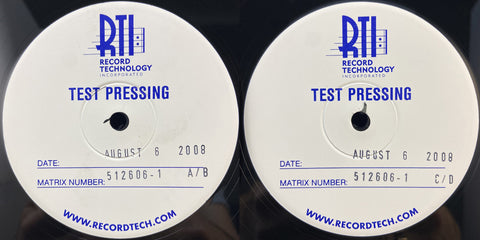 RTI
RECORD
TECHNOLOGY
INCORPORATED
TEST PRESSING
AUGUST 6 2008
DATE:
MATRIX NUMBER: 512606-1 A/B
WWW.RECORDTECH.COM
RTI
RECORD
TECHNOLOGY
INCORPORATED
TEST PRESSING
AUGUST 6 2008
DATE:
MATRIX NUMBER: 512606-1 C/D
WWW.RECORDTECH.COM